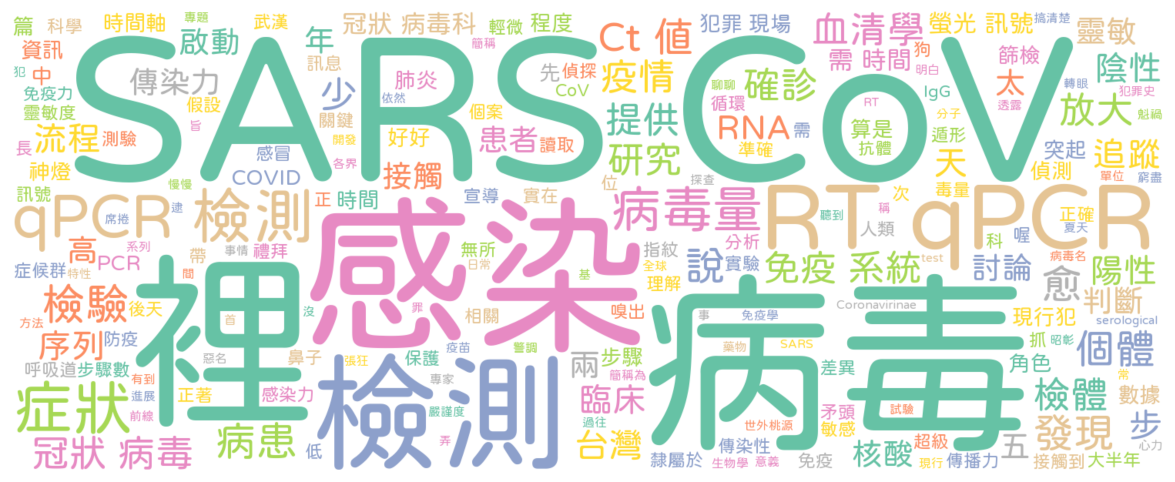 SARS CoV
感染
病毒
裡
檢測
RT qPCR
qPCR 檢測
篇
專題
科學
時間軸
武漢
冠狀 病毒科
簡稱
輕微
程度
Ct 值
犯罪 現場
血清學
螢光 訊號
搞清楚
靈敏
資訊
啟動
年
訊息
肺炎
先
偵探
疫情
聊聊
確診
需 時間
狗
篩檢
明白
轉眼
陰性
犯
中
免疫力
靈敏度
傳染力
假設
少
依然
個案
CoV
循環
RT
IgG
太
透露
犯罪史
放大
魁禍
長
流程
測驗
旨
關鍵
開發
好好
患者
讀取
提供
RNA
需
準確
算是
抗體
分子
遁形
突起
追蹤
神燈
感冒
各界
接觸
研究
位
探查
天
毒量
偵測
單位
窮盡
訊號
慢慢
COVID
正
時間
宣導
實在
病毒量
聽到
次
稱
人類
正確
夏天
席捲
逮
高
系列
PCR
事情
帶
禮拜
無所
日常
指紋
分析
科
喔
病毒名
症候群
特性
間
基
全球
理解
說
實驗
免疫 系統
test
討論
愈
陽性
判斷
方法
檢驗
後天
首
沒
罪
相關
嗅出
事
免疫學
Coronavirinae
現行犯
serological
序列
防疫
惡名
鼻子
張狂
保護
疫苗
警調
步驟
藥物
SARS
差異
抓
昭彰
個體
呼吸道
步驟數
有到
進展
正著
感染力
專家
嚴謹度
兩
簡稱為
臨床
角色
常
檢體
數據
症狀
前線
病患
低
弄
過往
台灣
世外桃源
矛頭
敏感
試驗
超級
發現
步
冠狀 病毒
隸屬於
傳染性
生物學
意義
免疫
核酸
現行
傳播力
五
接觸到
大半年
心力